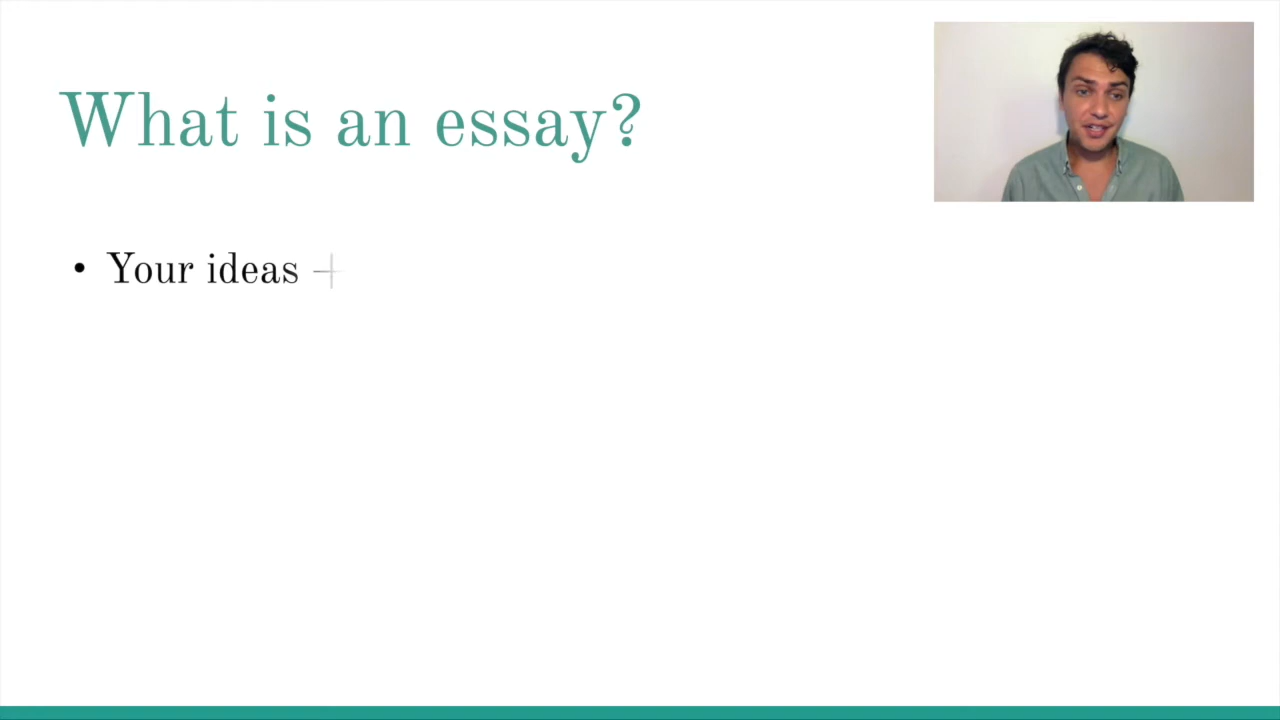 What is an essay?
• Your ideas +